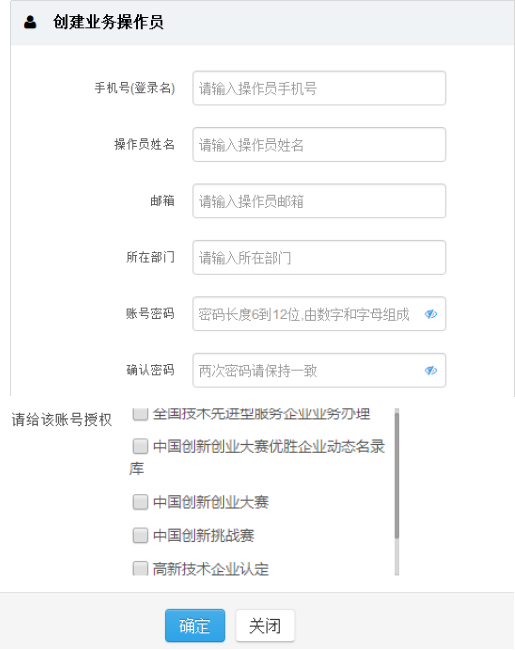 创建业务操作员
手机号(登录名) 请输入操作员手机号
操作员姓名 请输入操作员姓名
邮箱 请输入操作员邮箱
所在部门 请输入所在部门
账号密码 密码长度6到12位,由数字和字母组成
确认密码 两次密码请保持一致
请给该账号授权 全国技术先进型服务企业业务办理
中国创新创业大赛优胜企业动态名录
库
中国创新创业大赛
中国创新挑战赛
高新技术企业认定
确定 关闭